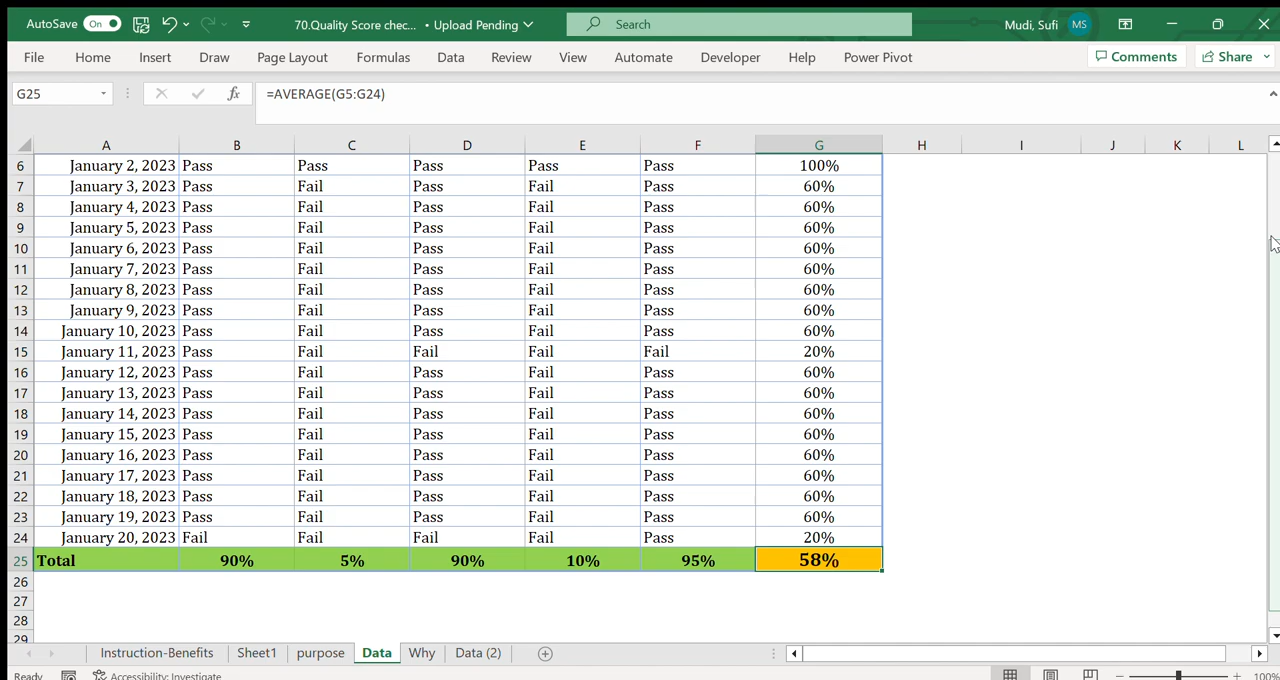 AutoSave On 70.Quality Score chec... • Upload Pending Search Mudi, Sufi MS
File Home Insert Draw Page Layout Formulas Data Review View Automate Developer Help Power Pivot Comments Share
G25 fx =AVERAGE(G5:G24)
A B C D E F G H I J K L
6 January 2, 2023 Pass Pass Pass Pass Pass 100%
7 January 3, 2023 Pass Fail Pass Fail Pass 60%
8 January 4, 2023 Pass Fail Pass Fail Pass 60%
9 January 5, 2023 Pass Fail Pass Fail Pass 60%
10 January 6, 2023 Pass Fail Pass Fail Pass 60%
11 January 7, 2023 Pass Fail Pass Fail Pass 60%
12 January 8, 2023 Pass Fail Pass Fail Pass 60%
13 January 9, 2023 Pass Fail Pass Fail Pass 60%
14 January 10, 2023 Pass Fail Pass Fail Pass 60%
15 January 11, 2023 Pass Fail Fail Fail Fail 20%
16 January 12, 2023 Pass Fail Pass Fail Pass 60%
17 January 13, 2023 Pass Fail Pass Fail Pass 60%
18 January 14, 2023 Pass Fail Pass Fail Pass 60%
19 January 15, 2023 Pass Fail Pass Fail Pass 60%
20 January 16, 2023 Pass Fail Pass Fail Pass 60%
21 January 17, 2023 Pass Fail Pass Fail Pass 60%
22 January 18, 2023 Pass Fail Pass Fail Pass 60%
23 January 19, 2023 Pass Fail Pass Fail Pass 60%
24 January 20, 2023 Fail Fail Fail Fail Pass 20%
25 Total 90% 5% 90% 10% 95% 58%
26
27
28
29
Instruction-Benefits Sheet1 purpose Data Why Data (2)
Ready Accessibility: Investigate 100%